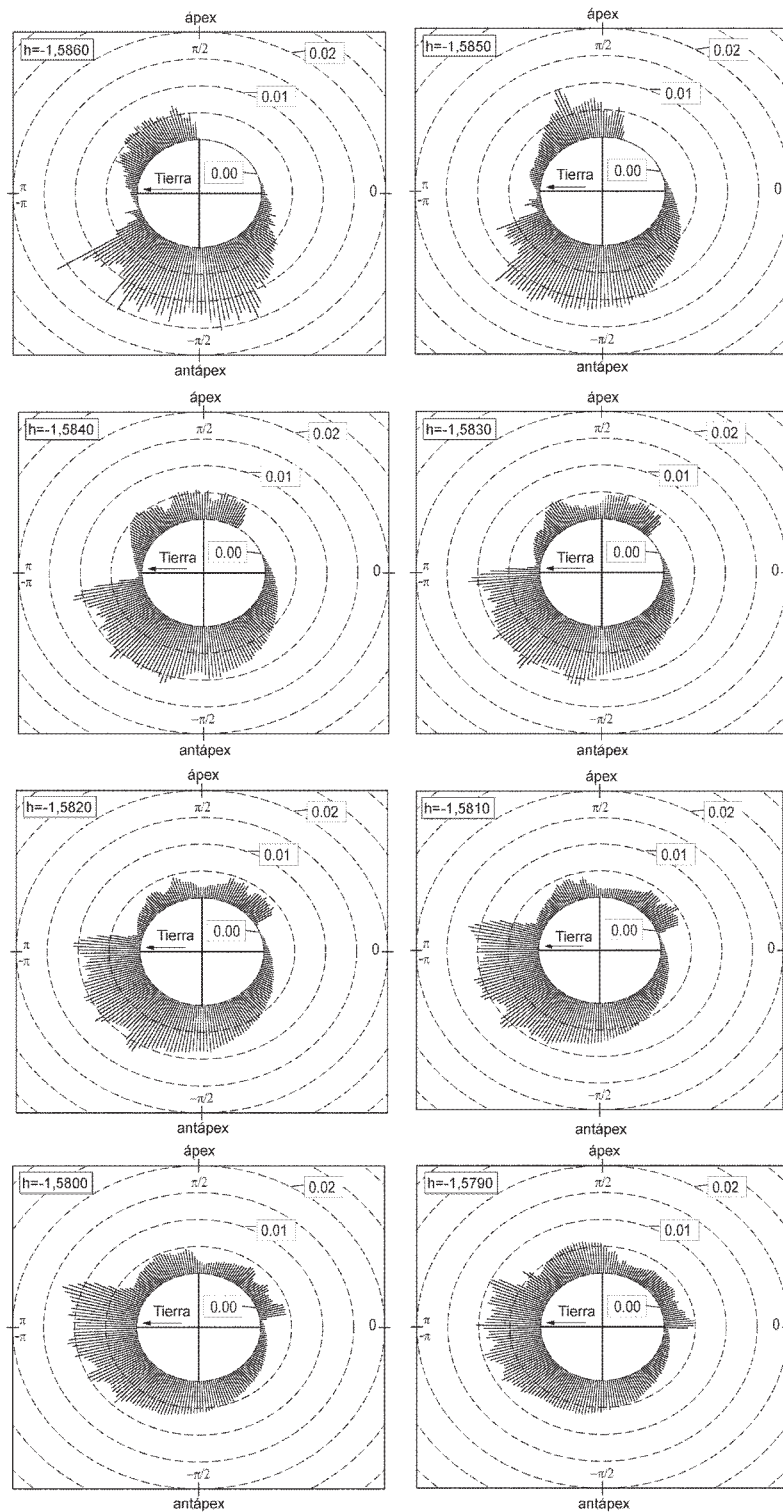 ápex
h=-1,5860
π/2
0.02
0.01
0.00
Tierra
π
-π
0
−π/2
antápex
ápex
h=-1,5850
π/2
0.02
0.01
0.00
Tierra
π
-π
0
−π/2
antápex
ápex
h=-1,5840
π/2
0.02
0.01
0.00
Tierra
π
-π
0
−π/2
antápex
ápex
h=-1,5830
π/2
0.02
0.01
0.00
Tierra
π
-π
0
−π/2
antápex
ápex
h=-1,5820
π/2
0.02
0.01
0.00
Tierra
π
-π
0
−π/2
antápex
ápex
h=-1,5810
π/2
0.02
0.01
0.00
Tierra
π
-π
0
−π/2
antápex
ápex
h=-1,5800
π/2
0.02
0.01
0.00
Tierra
π
-π
0
−π/2
antápex
ápex
h=-1,5790
π/2
0.02
0.01
0.00
Tierra
π
-π
0
−π/2
antápex